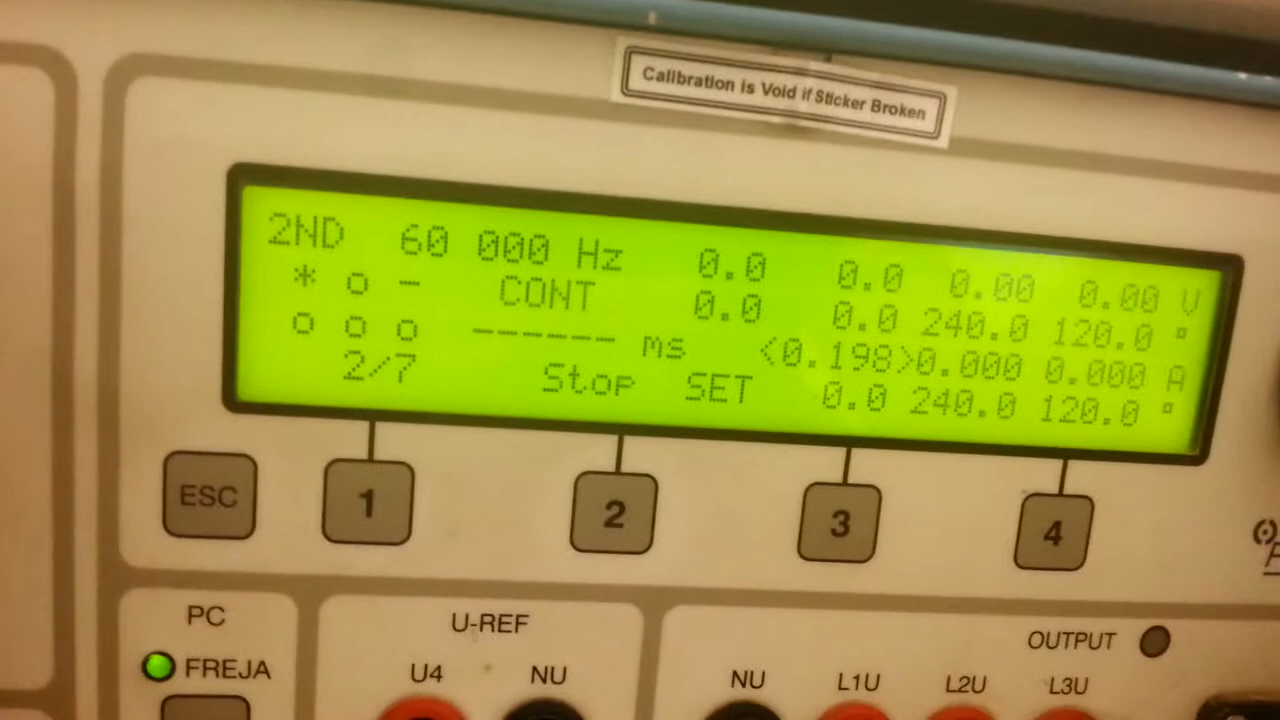 Calibration is Void if Sticker Broken
2ND 60 000 Hz 0.0 0.0 0.00 0.00 V
* o - CONT 0.0 0.0 240.0 120.0 °
o o o ------ ms <0.198>0.000 0.000 A
2/7 Stop SET 0.0 240.0 120.0 °
ESC 1 2 3 4
PC U-REF OUTPUT
FREJA U4 NU NU L1U L2U L3U